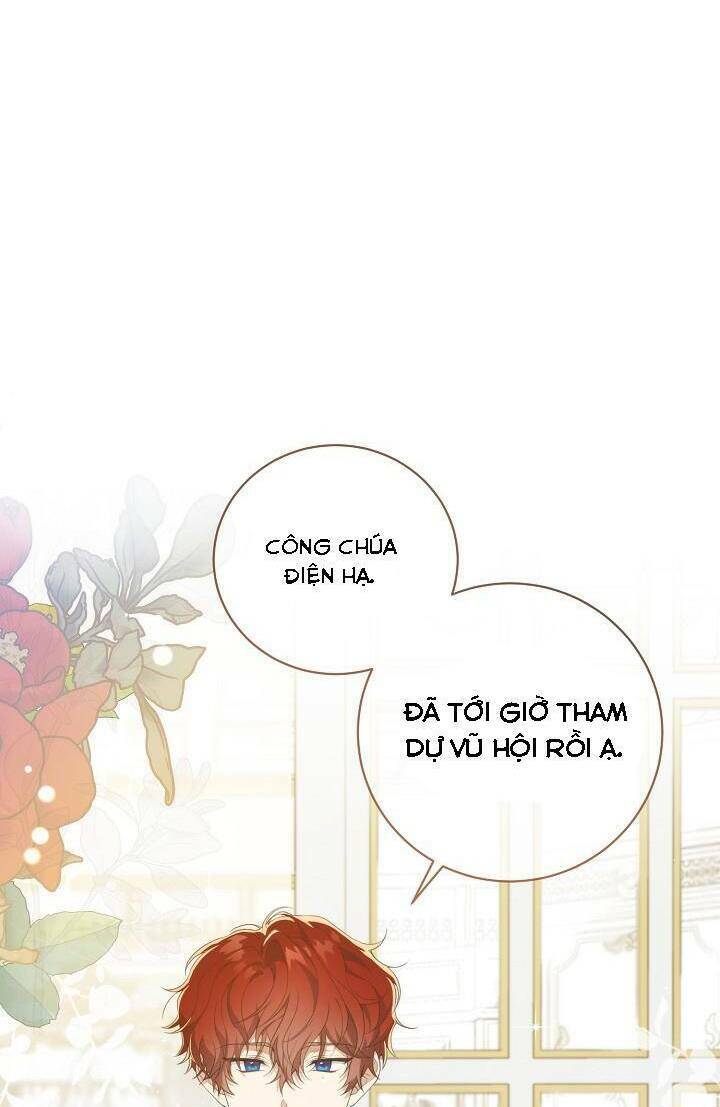 CÔNG CHÚA
ĐIỆN HẠ.
ĐÃ TỚI GIỜ THAM
DỰ VŨ HỘI RỒI Ạ.